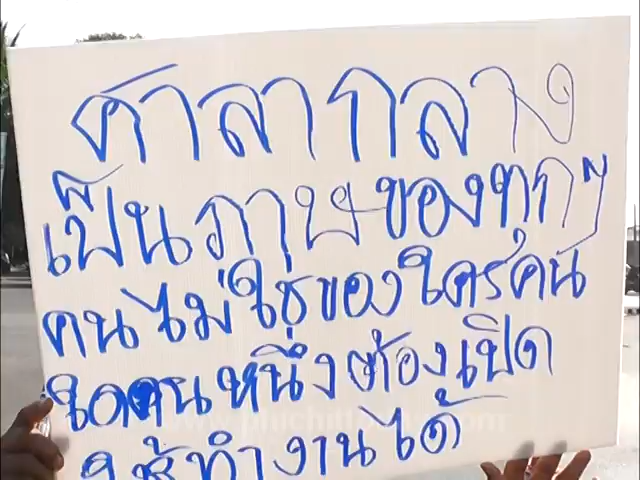 ศาลากลาง
เป็นภาษีของทุกๆ
คนไม่ใช่ของใครคน
ใดคนหนึ่งต้องเปิด
ใช้ทำงานได้